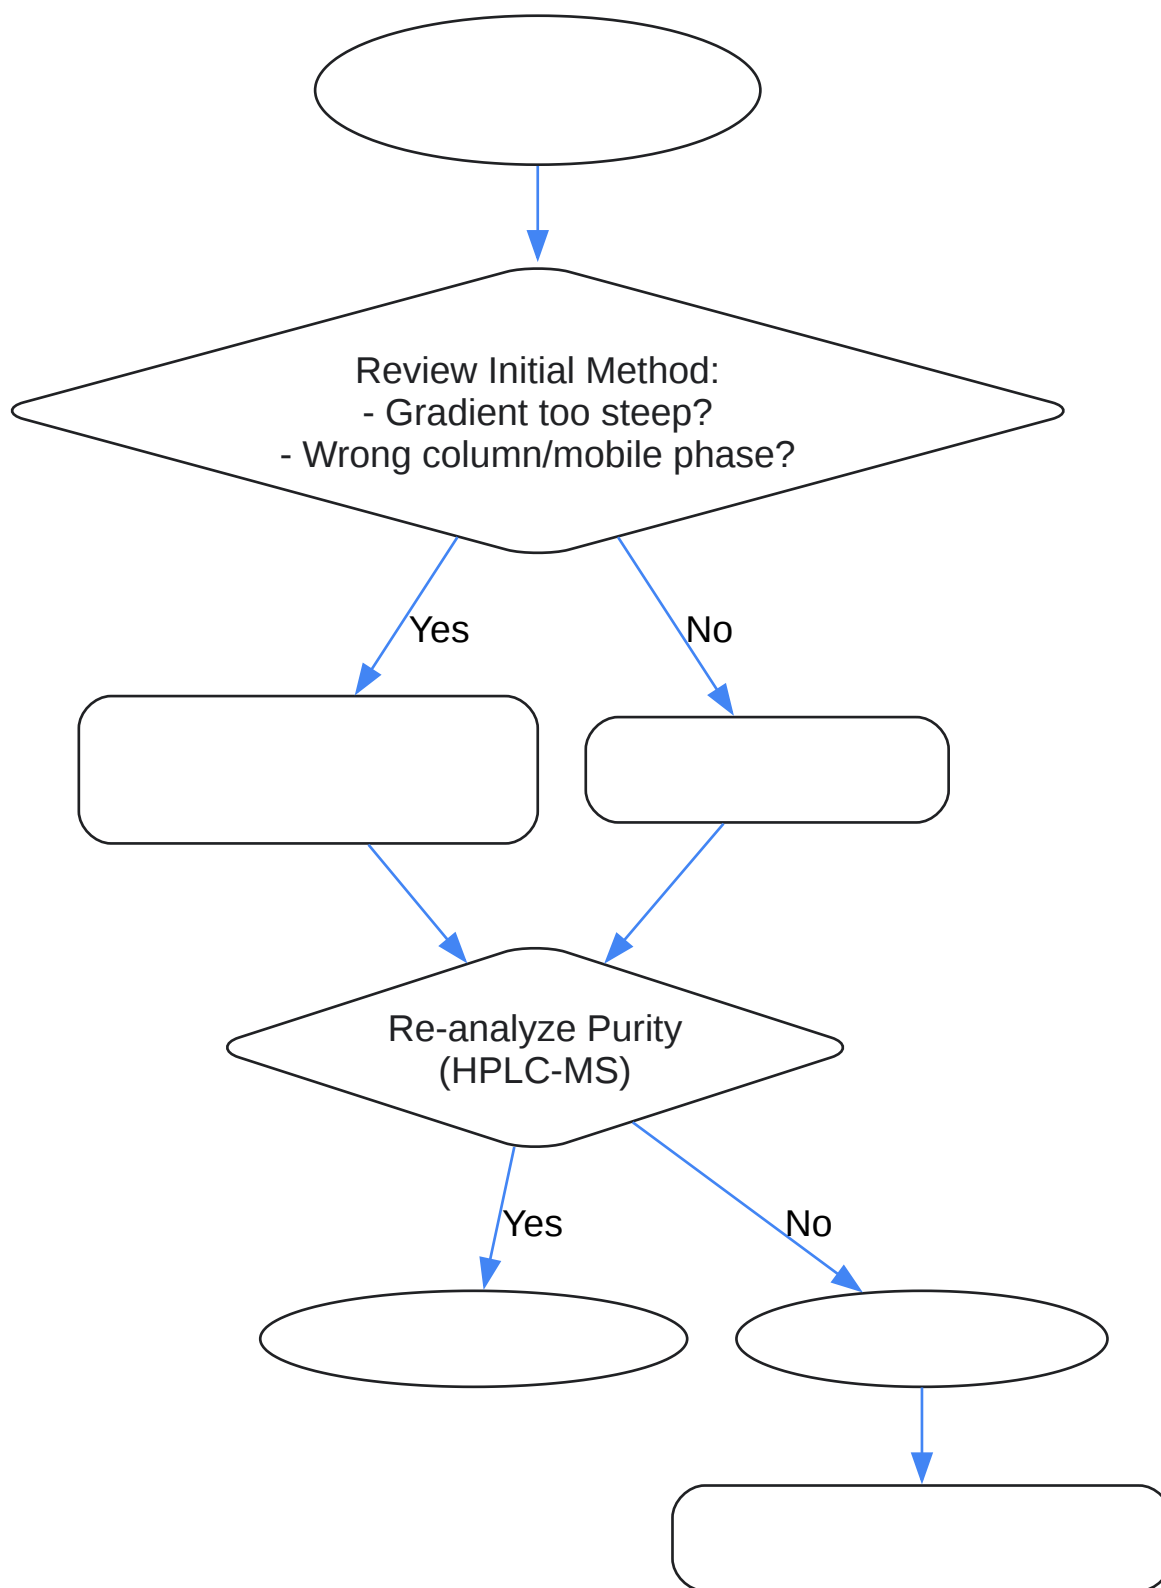 Review Initial Method:
- Gradient too steep?
- Wrong column/mobile phase?
Yes
No
Re-analyze Purity
(HPLC-MS)
Yes
No